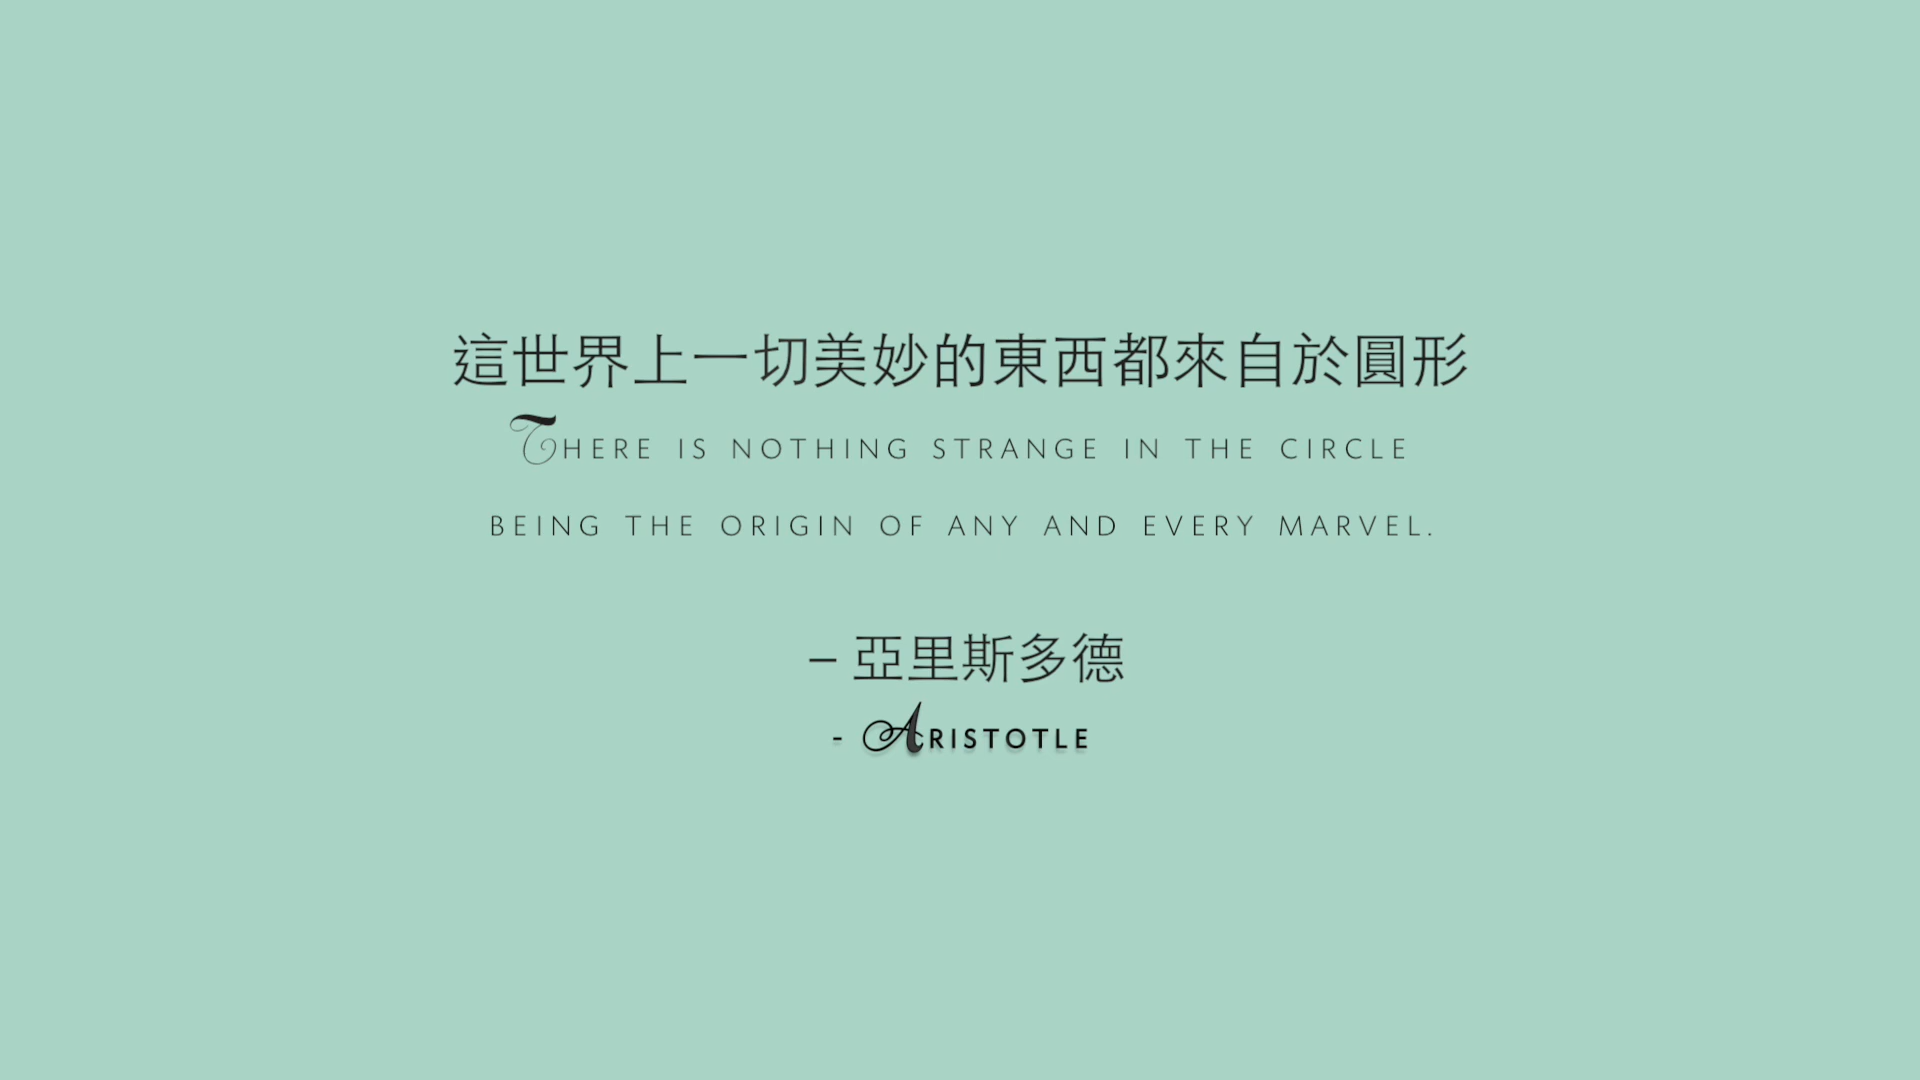 這世界上一切美妙的東西都來自於圓形
There is nothing strange in the circle
being the origin of any and every marvel.
– 亞里斯多德
- Aristotle